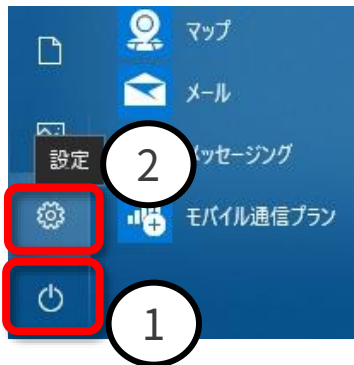 マップ
メール
設定
2
ッセージング
モバイル通信プラン
1